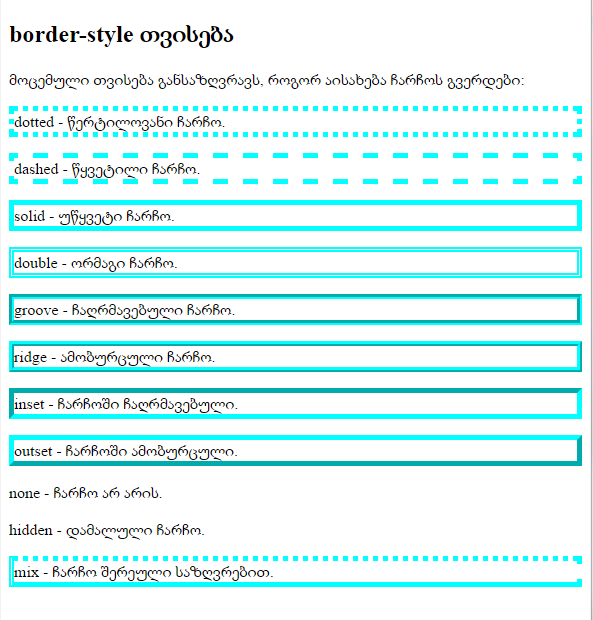 border-style თვისება
მოცემული თვისება განსაზღვრავს, როგორ აისახება ჩარჩოს გვერდები:
dotted - წერტილოვანი ჩარჩო.
dashed - წყვეტილი ჩარჩო.
solid - უწყვეტი ჩარჩო.
double - ორმაგი ჩარჩო.
groove - ჩაღრმავებული ჩარჩო.
ridge - ამობურცული ჩარჩო.
inset - ჩარჩოში ჩაღრმავებული.
outset - ჩარჩოში ამობურცული.
none - ჩარჩო არ არის.
hidden - დამალული ჩარჩო.
mix - ჩარჩო შერეული საზღვრებით.